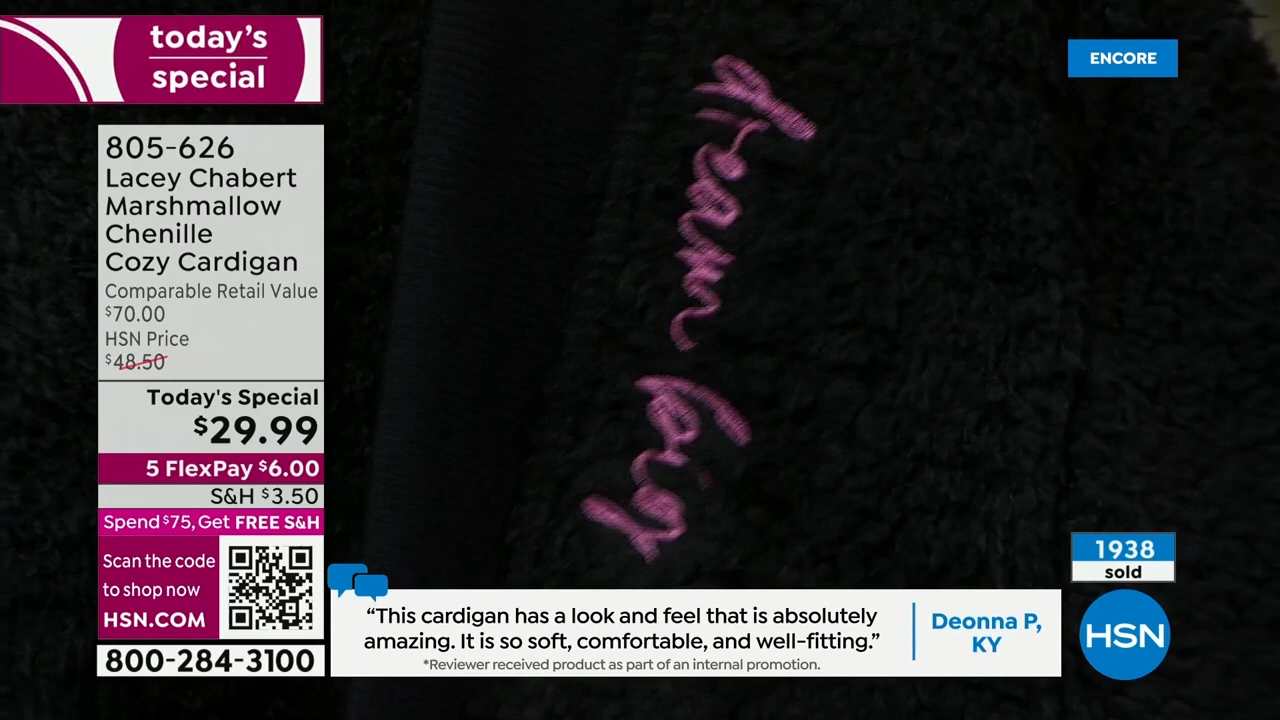 today's
special
ENCORE
805-626
Lacey Chabert
Marshmallow
Chenille
Cozy Cardigan
Comparable Retail Value
$70.00
HSN Price
$48.50
Today's Special
$29.99
5 FlexPay $6.00
S&H $3.50
Spend $75, Get FREE S&H
Scan the code
to shop now
HSN.COM
800-284-3100
dream big
“This cardigan has a look and feel that is absolutely
amazing. It is so soft, comfortable, and well-fitting.”
*Reviewer received product as part of an internal promotion.
Deonna P,
KY
1938
sold
HSN